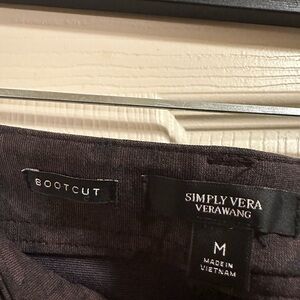 BOOTCUT
SIMPLY VERA
VERAWANG
M
MADE IN
VIETNAM